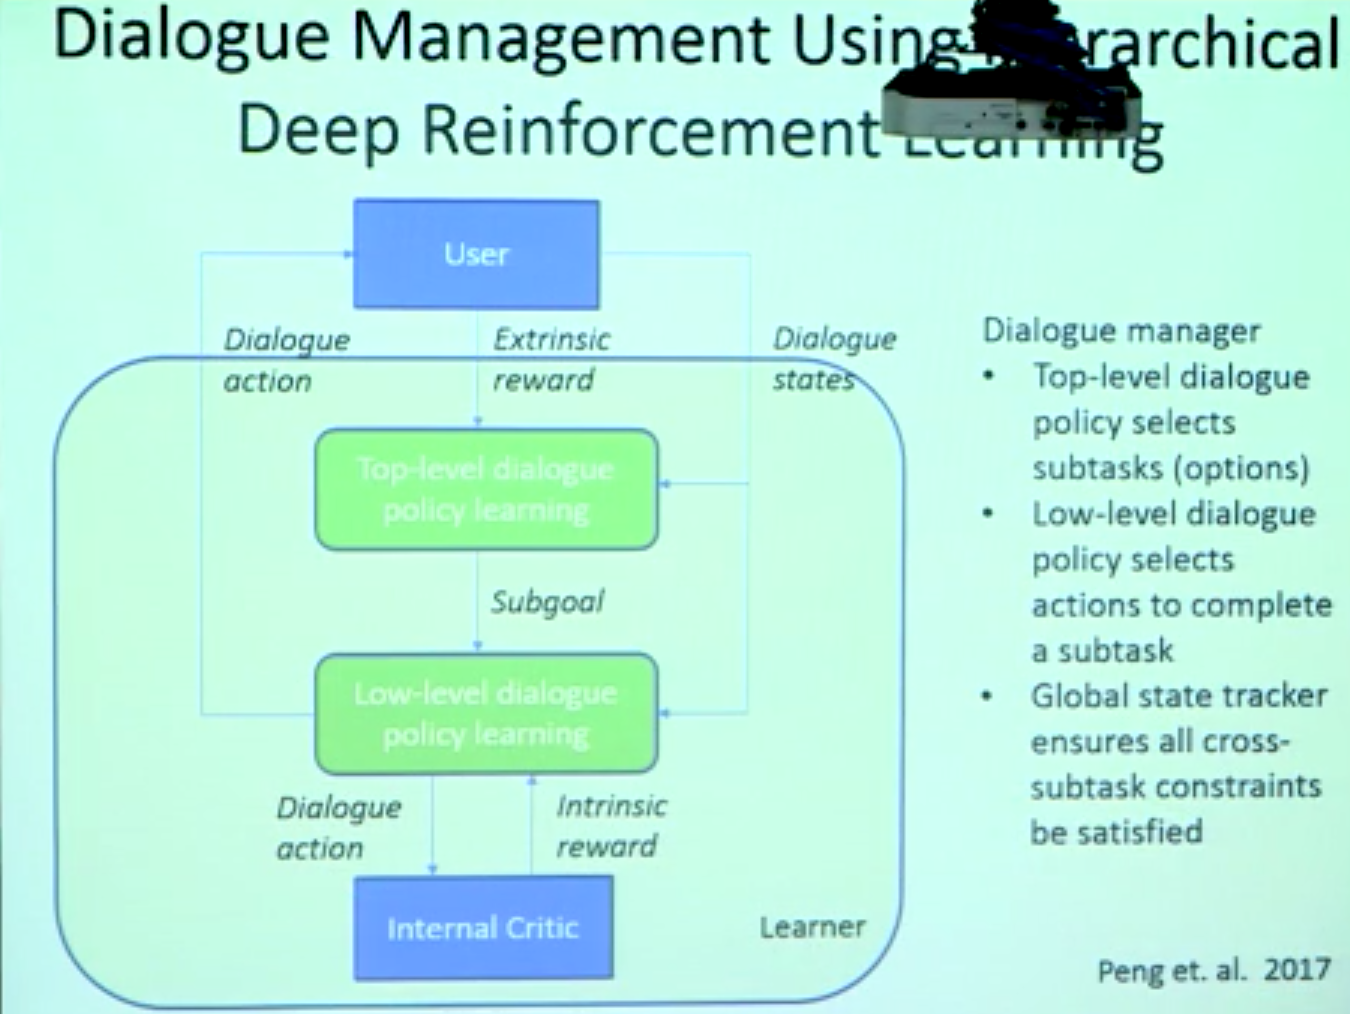 Dialogue Management Using Hierarchical
Deep Reinforcement Learning
User
Dialogue
action
Extrinsic
reward
Dialogue
states
Top-level dialogue
policy learning
Subgoal
Low-level dialogue
policy learning
Dialogue
action
Intrinsic
reward
Internal Critic
Learner
Dialogue manager
• Top-level dialogue
policy selects
subtasks (options)
• Low-level dialogue
policy selects
actions to complete
a subtask
• Global state tracker
ensures all cross-
subtask constraints
be satisfied
Peng et. al. 2017